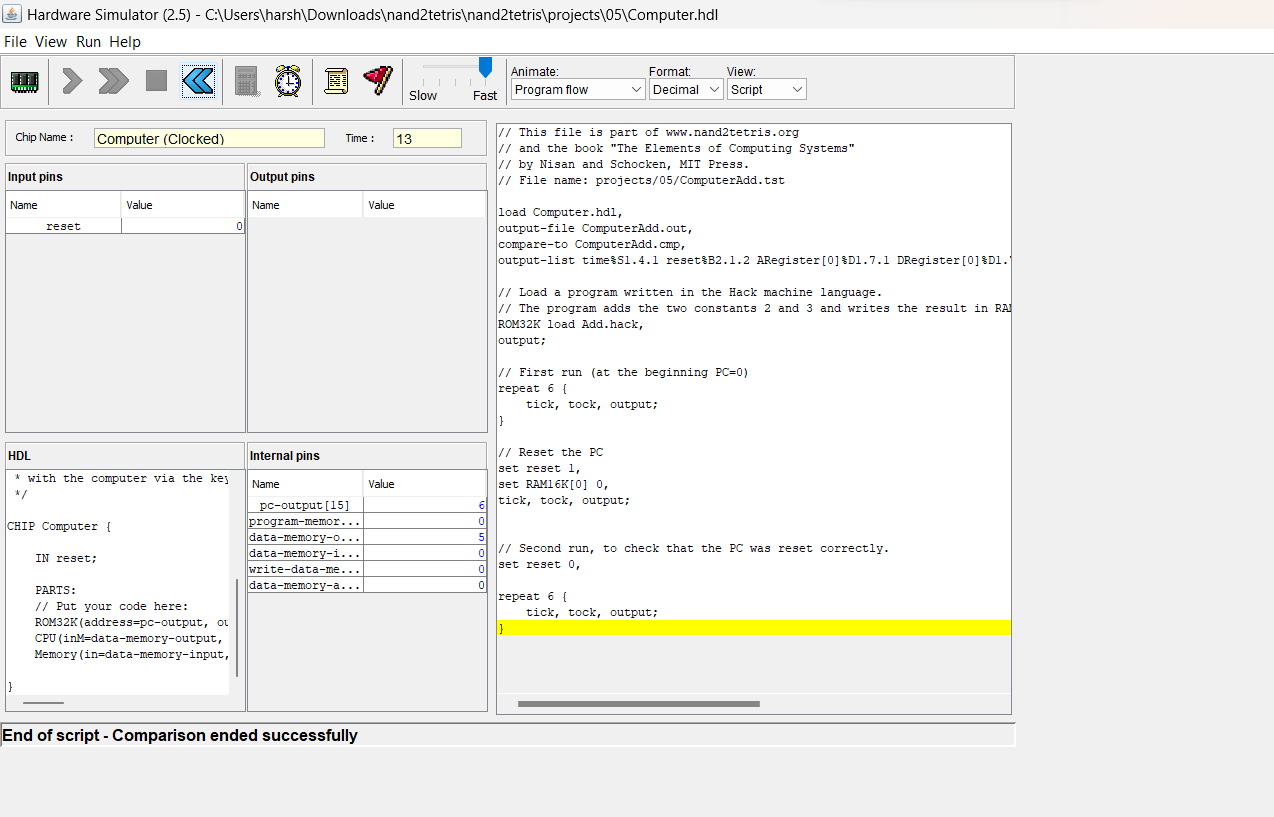 Hardware Simulator (2.5) - C:\Users\harsh\Downloads\nand2tetris\nand2tetris\projects\05\Computer.hdl
File View Run Help
Slow Fast
Animate: Format: View:
Program flow Decimal Script
Chip Name : Computer (Clocked) Time : 13
Input pins
Name Value
reset 0
Output pins
Name Value
HDL
* with the computer via the key
*/
CHIP Computer {
IN reset;
PARTS:
// Put your code here:
ROM32K(address=pc-output, ou
CPU(inM=data-memory-output,
Memory(in=data-memory-input,
}
Internal pins
Name Value
pc-output[15] 6
program-memor... 0
data-memory-o... 5
data-memory-i... 0
write-data-me... 0
data-memory-a... 0
// This file is part of www.nand2tetris.org
// and the book "The Elements of Computing Systems"
// by Nisan and Schocken, MIT Press.
// File name: projects/05/ComputerAdd.tst
load Computer.hdl,
output-file ComputerAdd.out,
compare-to ComputerAdd.cmp,
output-list time%S1.4.1 reset%B2.1.2 ARegister[0]%D1.7.1 DRegister[0]%D1.
// Load a program written in the Hack machine language.
// The program adds the two constants 2 and 3 and writes the result in RA
ROM32K load Add.hack,
output;
// First run (at the beginning PC=0)
repeat 6 {
tick, tock, output;
}
// Reset the PC
set reset 1,
set RAM16K[0] 0,
tick, tock, output;
// Second run, to check that the PC was reset correctly.
set reset 0,
repeat 6 {
tick, tock, output;
}
End of script - Comparison ended successfully